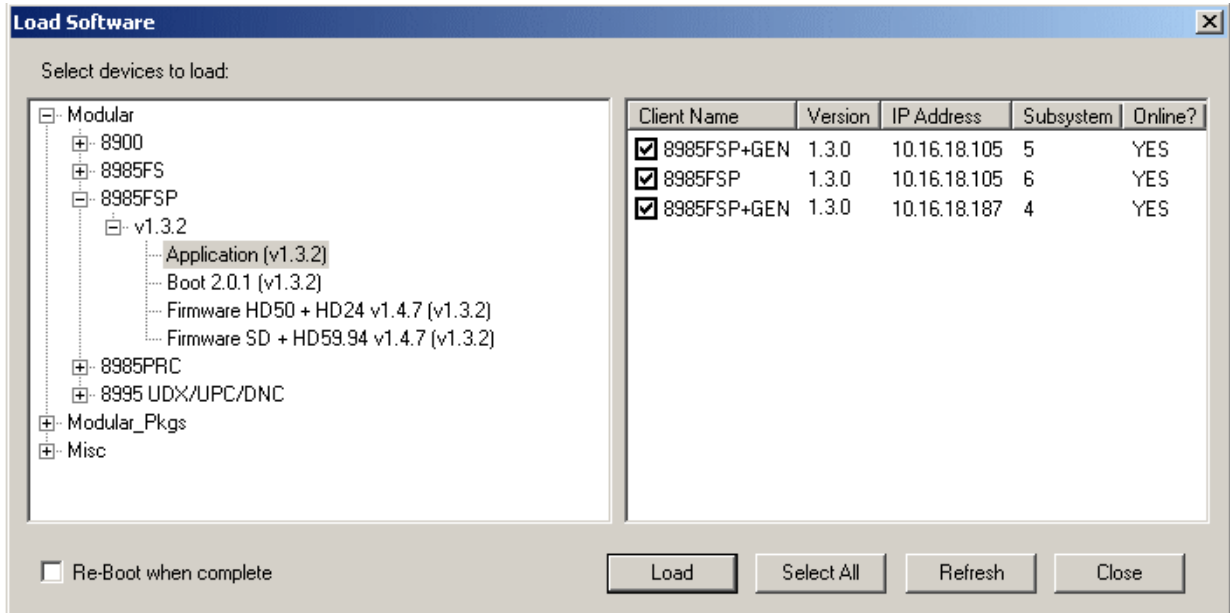 Load Software
Select devices to load:
Modular
8900
8985FS
8985FSP
v1.3.2
Application (v1.3.2)
Boot 2.0.1 (v1.3.2)
Firmware HD50 + HD24 v1.4.7 (v1.3.2)
Firmware SD + HD59.94 v1.4.7 (v1.3.2)
8985PRC
8995 UDX/UPC/DNC
Modular_Pkgs
Misc
Client Name Version IP Address Subsystem Online?
8985FSP+GEN 1.3.0 10.16.18.105 5 YES
8985FSP 1.3.0 10.16.18.105 6 YES
8985FSP+GEN 1.3.0 10.16.18.187 4 YES
Re-Boot when complete
Load Select All Refresh Close